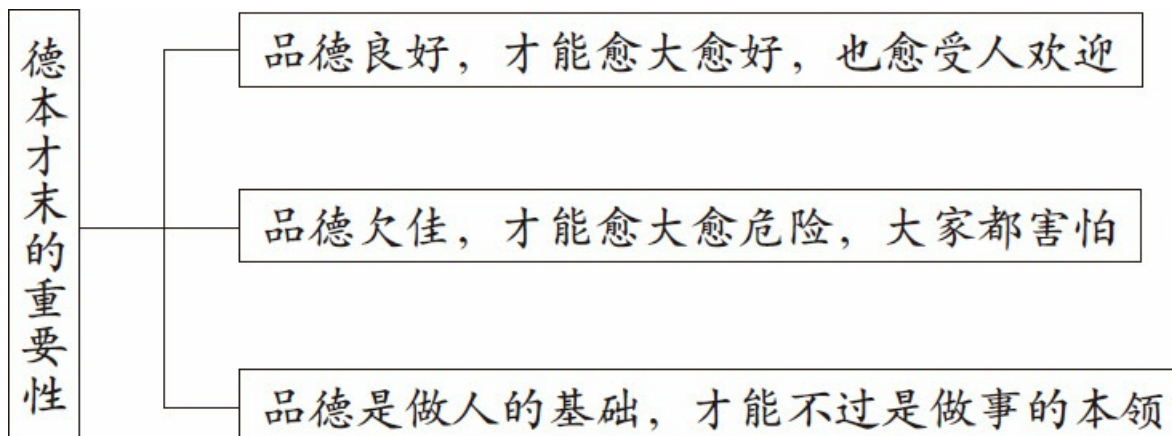 德本才末的重要性
品德良好，才能愈大愈好，也愈受人欢迎
品德欠佳，才能愈大愈危险，大家都害怕
品德是做人的基础，才能不过是做事的本领